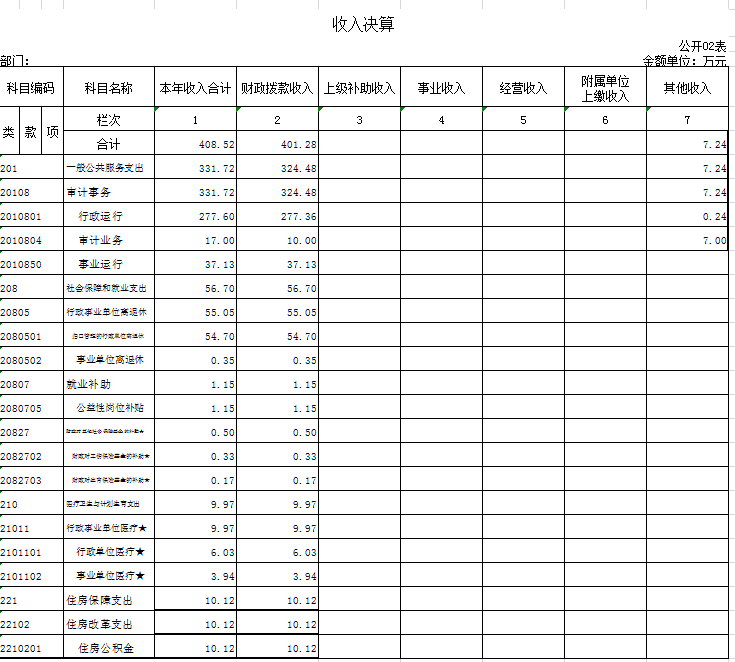 收入决算
公开02表
部门: 金额单位: 万元
科目编码 科目名称 本年收入合计 财政拨款收入 上级补助收入 事业收入 经营收入 附属单位上缴收入 其他收入
类 款 项 栏次 1 2 3 4 5 6 7
合计 408.52 401.28 7.24
201 一般公共服务支出 331.72 324.48 7.24
20108 审计事务 331.72 324.48 7.24
2010801 行政运行 277.60 277.36 0.24
2010804 审计业务 17.00 10.00 7.00
2010850 事业运行 37.13 37.13
208 社会保障和就业支出 56.70 56.70
20805 行政事业单位离退休 55.05 55.05
2080501 归口管理的行政单位离退休 54.70 54.70
2080502 事业单位离退休 0.35 0.35
20807 就业补助 1.15 1.15
2080705 公益性岗位补贴 1.15 1.15
20827 0.50 0.50
2082702 财政对工伤保险基金的补助★ 0.33 0.33
2082703 财政对生育保险基金的补助★ 0.17 0.17
210 医疗卫生与计划生育支出 9.97 9.97
21011 行政事业单位医疗★ 9.97 9.97
2101101 行政单位医疗★ 6.03 6.03
2101102 事业单位医疗★ 3.94 3.94
221 住房保障支出 10.12 10.12
22102 住房改革支出 10.12 10.12
2210201 住房公积金 10.12 10.12